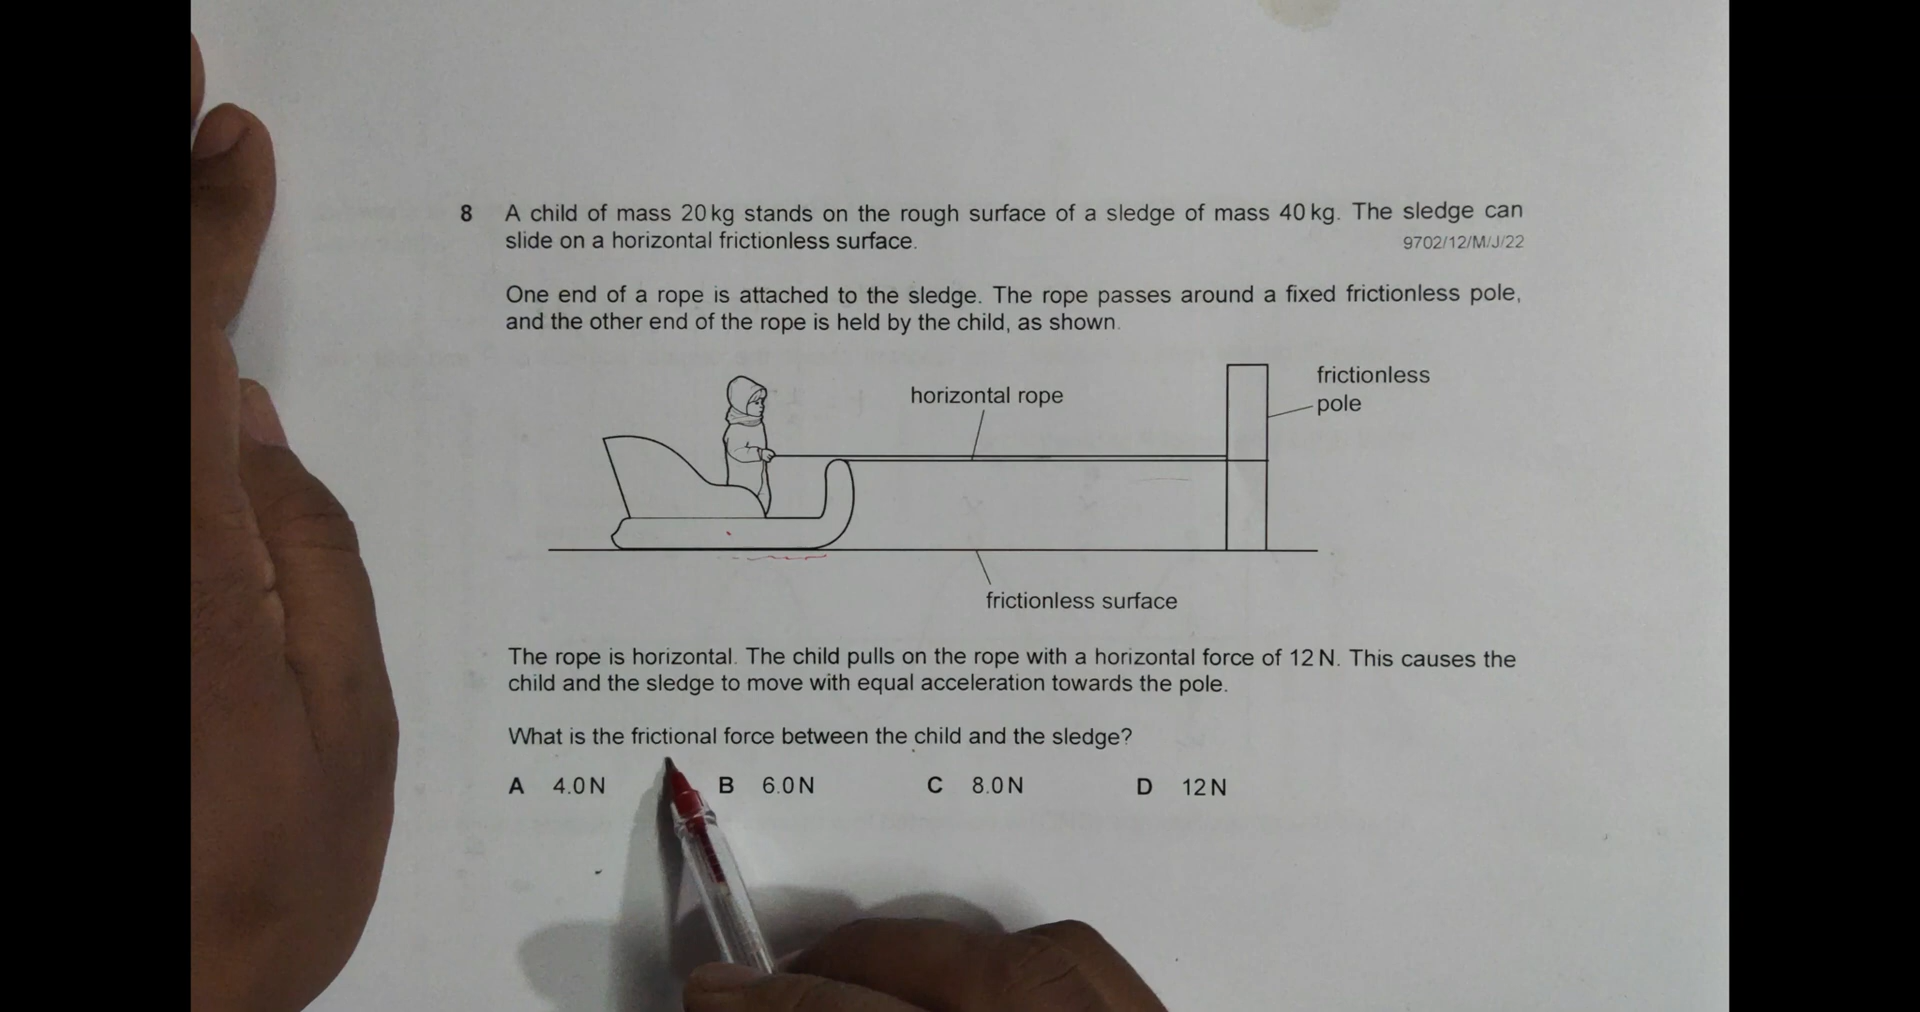 8 A child of mass 20 kg stands on the rough surface of a sledge of mass 40 kg. The sledge can
slide on a horizontal frictionless surface.
9702/12/M/J/22
One end of a rope is attached to the sledge. The rope passes around a fixed frictionless pole,
and the other end of the rope is held by the child, as shown.
horizontal rope
frictionless
pole
frictionless surface
The rope is horizontal. The child pulls on the rope with a horizontal force of 12 N. This causes the
child and the sledge to move with equal acceleration towards the pole.
What is the frictional force between the child and the sledge?
A 4.0 N B 6.0 N C 8.0 N D 12 N